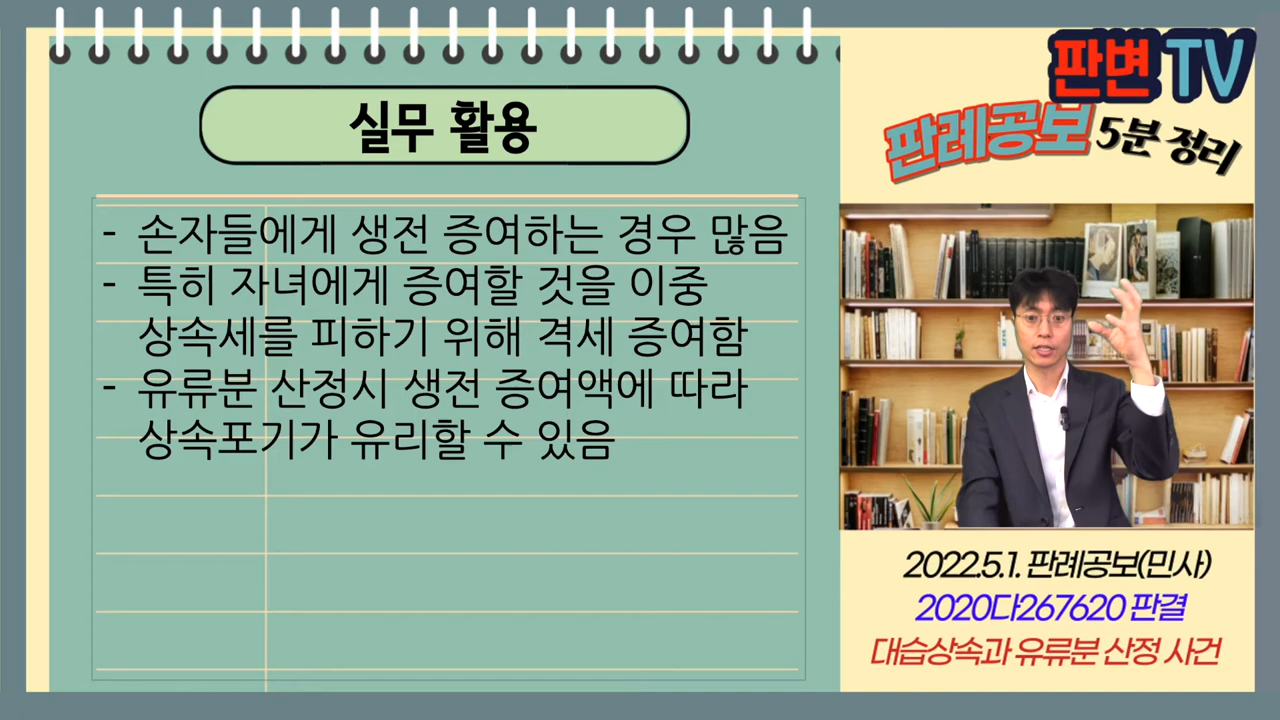 실무 활용
- 손자들에게 생전 증여하는 경우 많음
- 특히 자녀에게 증여할 것을 이중
상속세를 피하기 위해 격세 증여함
- 유류분 산정시 생전 증여액에 따라
상속포기가 유리할 수 있음
판변 TV
판례공보 5분 정리
2022.5.1. 판례공보(민사)
2020다267620 판결
대습상속과 유류분 산정 사건